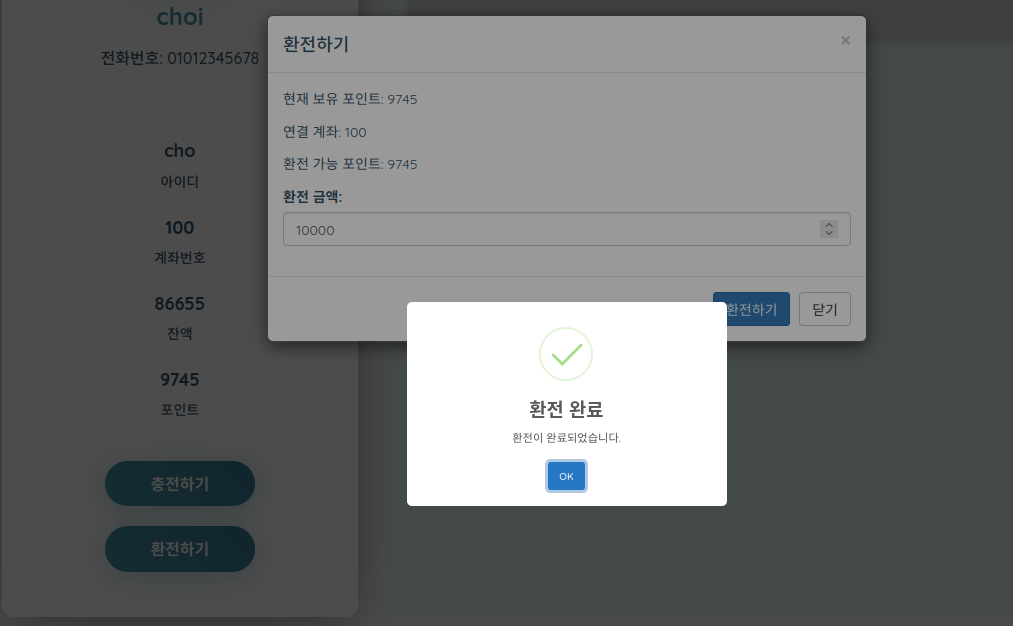 choi
전화번호: 01012345678
cho
아이디
100
계좌번호
86655
잔액
9745
포인트
충전하기
환전하기
환전하기
×
현재 보유 포인트: 9745
연결 계좌: 100
환전 가능 포인트: 9745
환전 금액:
10000
환전하기
닫기
환전 완료
환전이 완료되었습니다.
OK